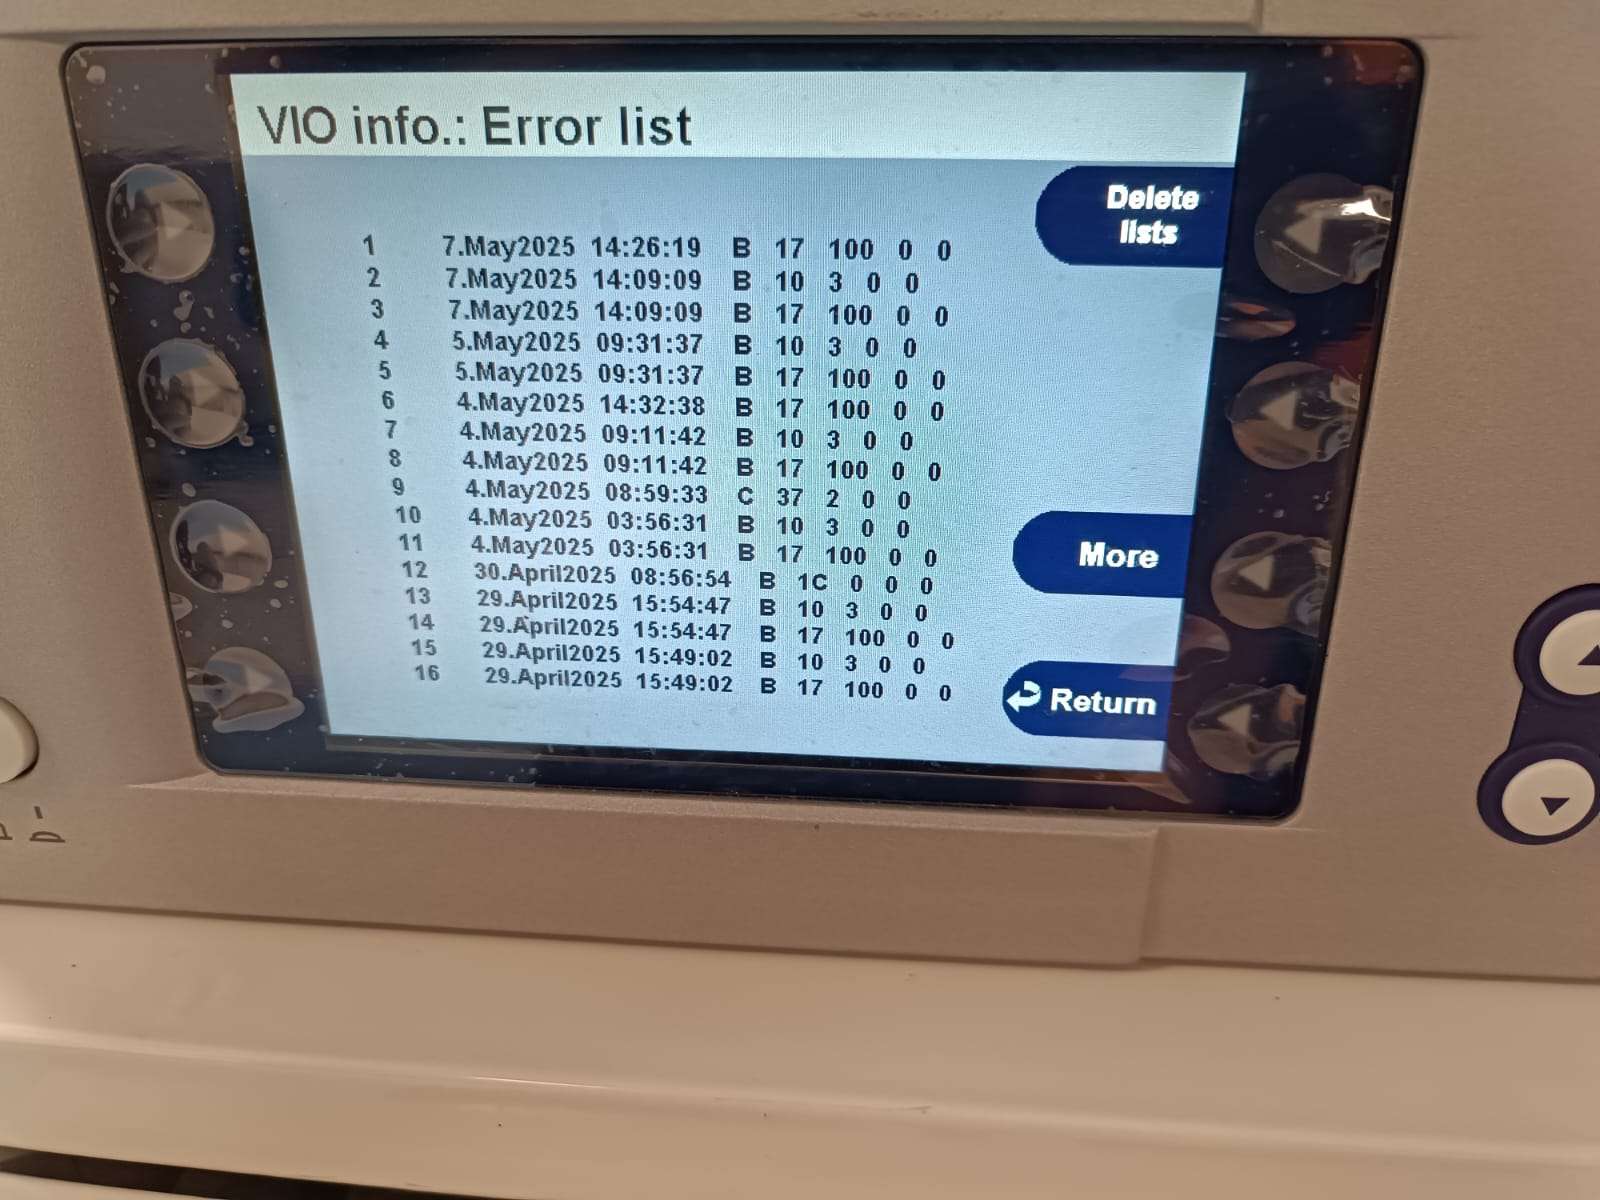 VIO info.: Error list
Delete
lists
1 7.May2025 14:26:19 B 17 100 0 0
2 7.May2025 14:09:09 B 10 3 0 0
3 7.May2025 14:09:09 B 17 100 0 0
4 5.May2025 09:31:37 B 10 3 0 0
5 5.May2025 09:31:37 B 17 100 0 0
6 4.May2025 14:32:38 B 17 100 0 0
7 4.May2025 09:11:42 B 10 3 0 0
8 4.May2025 09:11:42 B 17 100 0 0
9 4.May2025 08:59:33 C 37 2 0 0
10 4.May2025 03:56:31 B 10 3 0 0
11 4.May2025 03:56:31 B 17 100 0 0
12 30.April2025 08:56:54 B 1C 0 0 0
13 29.April2025 15:54:47 B 10 3 0 0
14 29.April2025 15:54:47 B 17 100 0 0
15 29.April2025 15:49:02 B 10 3 0 0
16 29.April2025 15:49:02 B 17 100 0 0
More
Return